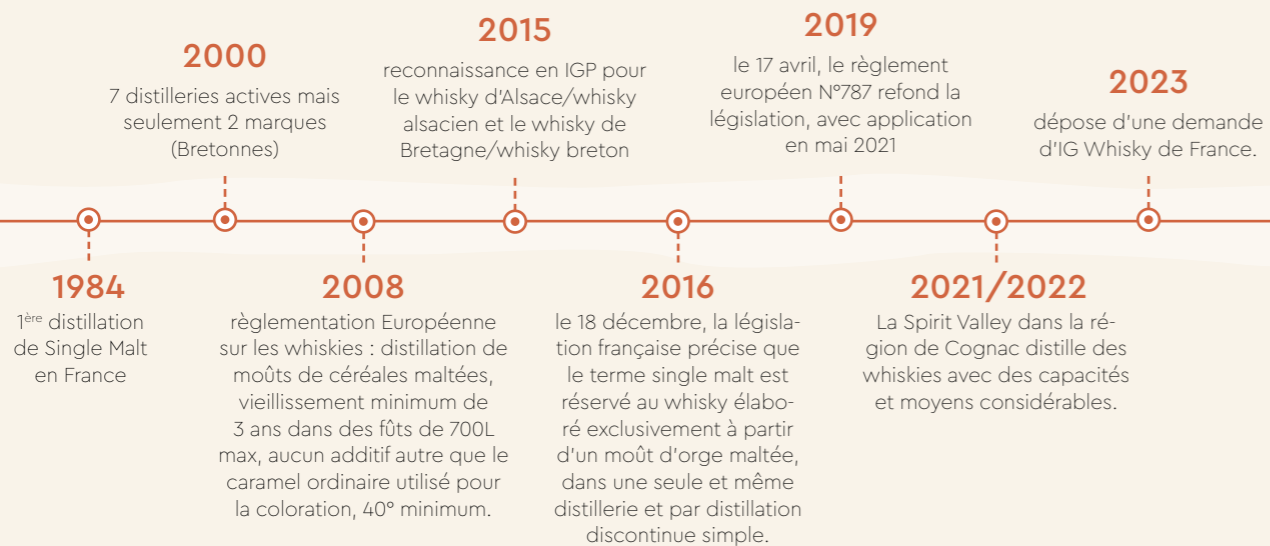 1984
1ère distillation
de Single Malt
en France
2000
7 distilleries actives mais
seulement 2 marques
(Bretonnes)
2008
règlementation Européenne
sur les whiskies : distillation de
moûts de céréales maltées,
vieillissement minimum de
3 ans dans des fûts de 700L
max, aucun additif autre que le
caramel ordinaire utilisé pour
la coloration, 40° minimum.
2015
reconnaissance en IGP pour
le whisky d'Alsace/whisky
alsacien et le whisky de
Bretagne/whisky breton
2016
le 18 décembre, la législa-
tion française précise que
le terme single malt est
réservé au whisky élabo-
ré exclusivement à partir
d'un moût d'orge maltée,
dans une seule et même
distillerie et par distillation
discontinue simple.
2019
le 17 avril, le règlement
européen N°787 refond la
législation, avec application
en mai 2021
2021/2022
La Spirit Valley dans la ré-
gion de Cognac distille des
whiskies avec des capacités
et moyens considérables.
2023
dépose d'une demande
d'IG Whisky de France.